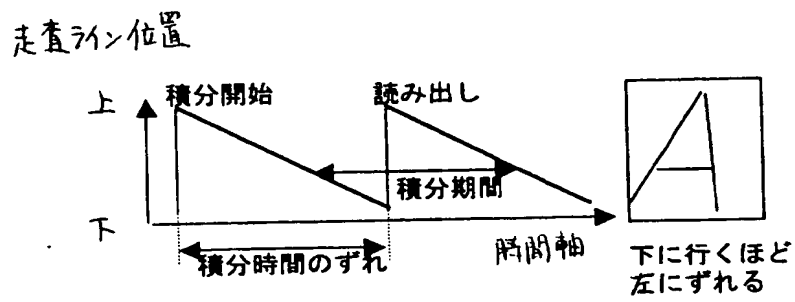 走査ライン位置
上
積分開始
読み出し
積分期間
下
時間軸
積分時間のずれ
A
下に行くほど
左にずれる